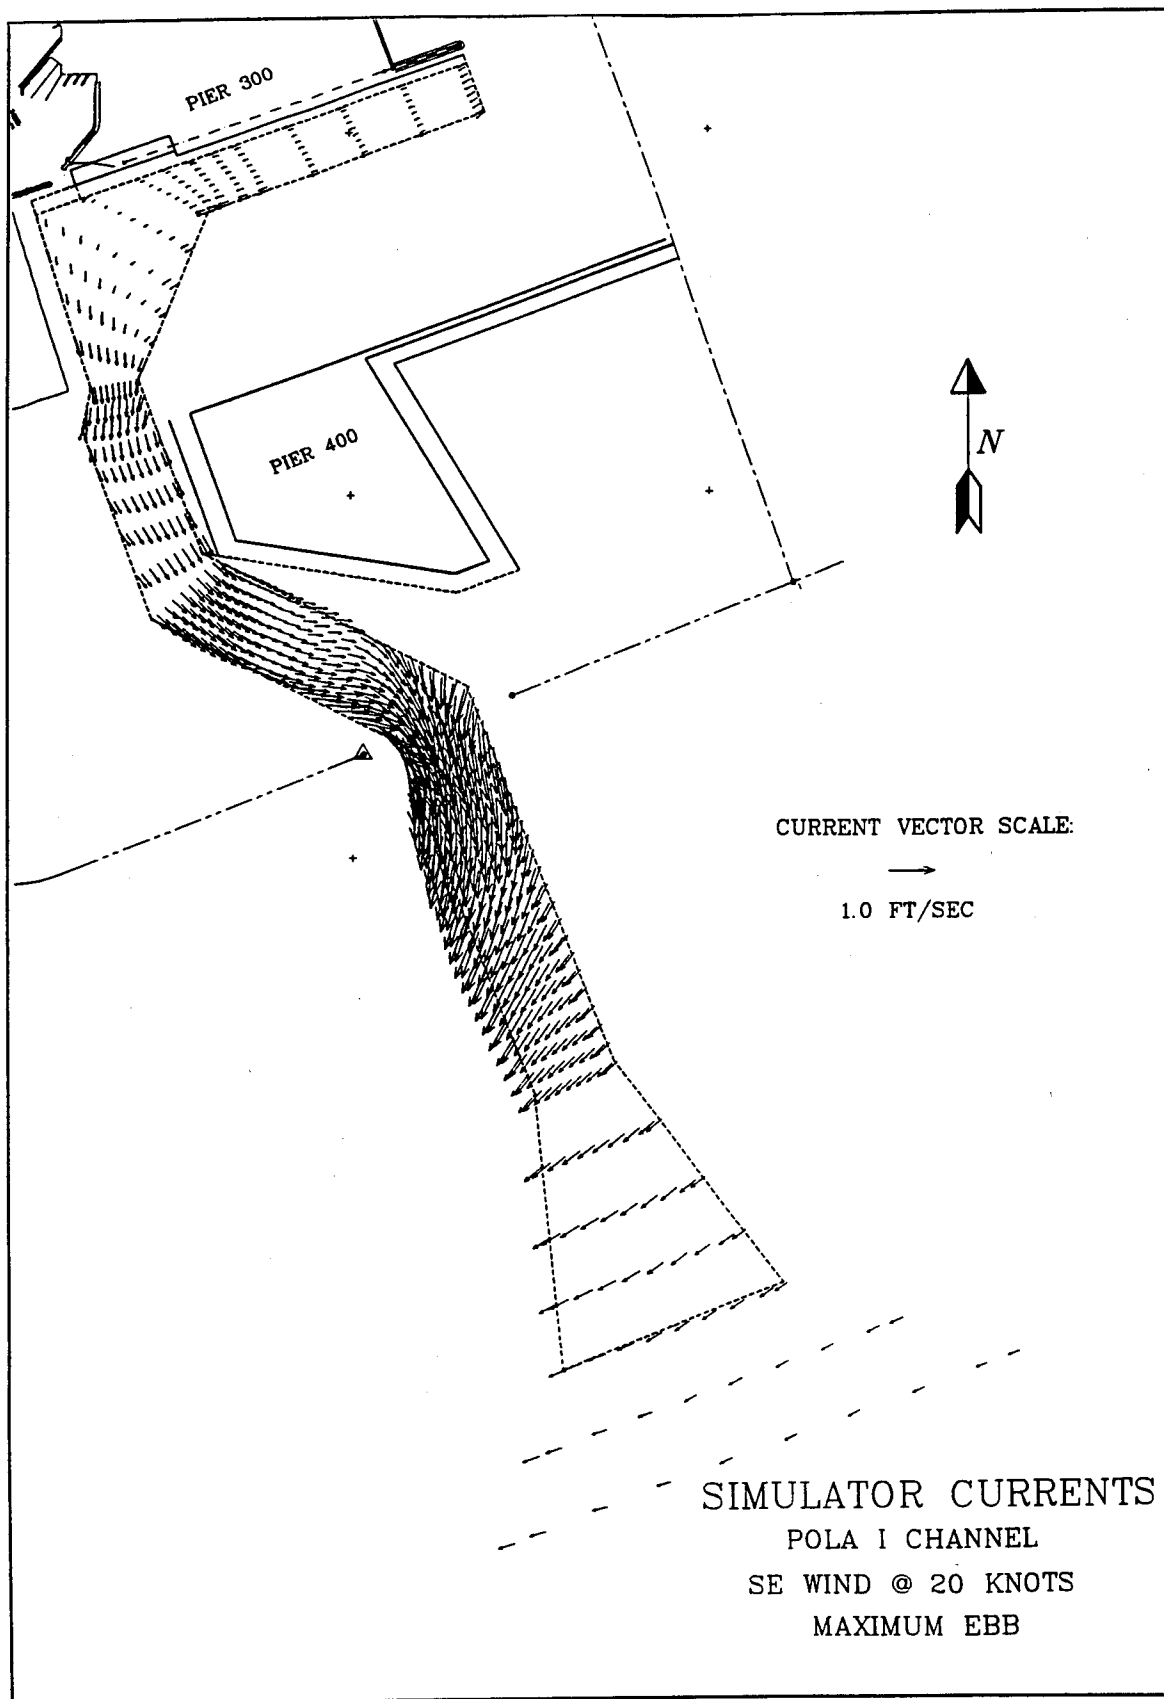 PIER 300
PIER 400
N
CURRENT VECTOR SCALE:
1.0 FT/SEC
SIMULATOR CURRENTS
POLA I CHANNEL
SE WIND @ 20 KNOTS
MAXIMUM EBB